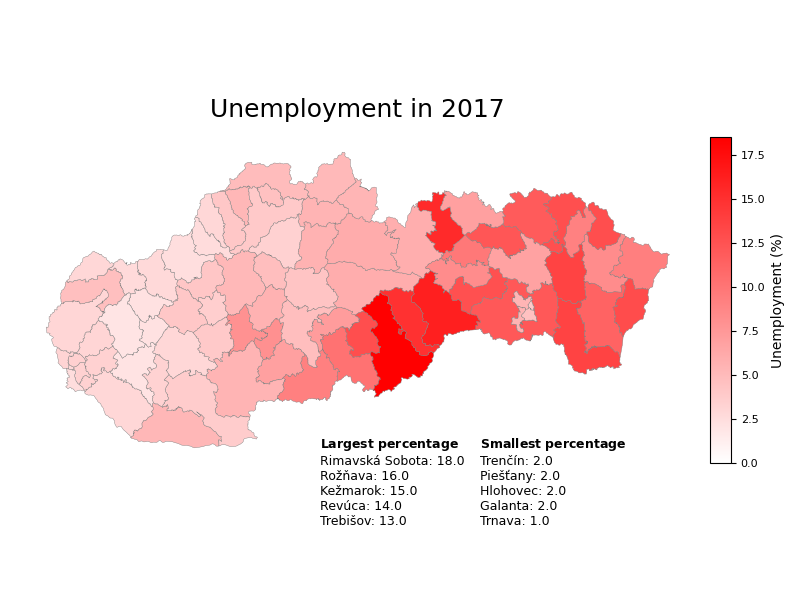 Unemployment in 2017
17.5
15.0
12.5
10.0
7.5
5.0
2.5
0.0
Unemployment (%)
Largest percentage
Rimavská Sobota: 18.0
Rožňava: 16.0
Kežmarok: 15.0
Revúca: 14.0
Trebišov: 13.0
Smallest percentage
Trenčín: 2.0
Piešťany: 2.0
Hlohovec: 2.0
Galanta: 2.0
Trnava: 1.0